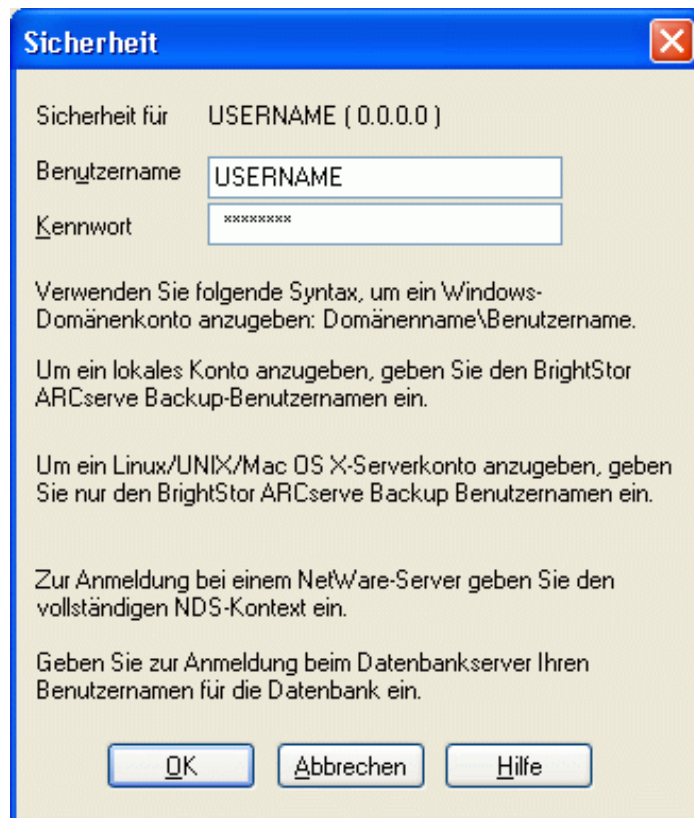 Sicherheit
Sicherheit für USERNAME ( 0.0.0.0 )
Benutzername USERNAME
Kennwort ********
Verwenden Sie folgende Syntax, um ein Windows-
Domänenkonto anzugeben: Domänenname\Benutzername.
Um ein lokales Konto anzugeben, geben Sie den BrightStor
ARCserve Backup-Benutzernamen ein.
Um ein Linux/UNIX/Mac OS X-Serverkonto anzugeben, geben
Sie nur den BrightStor ARCserve Backup Benutzernamen ein.
Zur Anmeldung bei einem NetWare-Server geben Sie den
vollständigen NDS-Kontext ein.
Geben Sie zur Anmeldung beim Datenbankserver Ihren
Benutzernamen für die Datenbank ein.
OK Abbrechen Hilfe